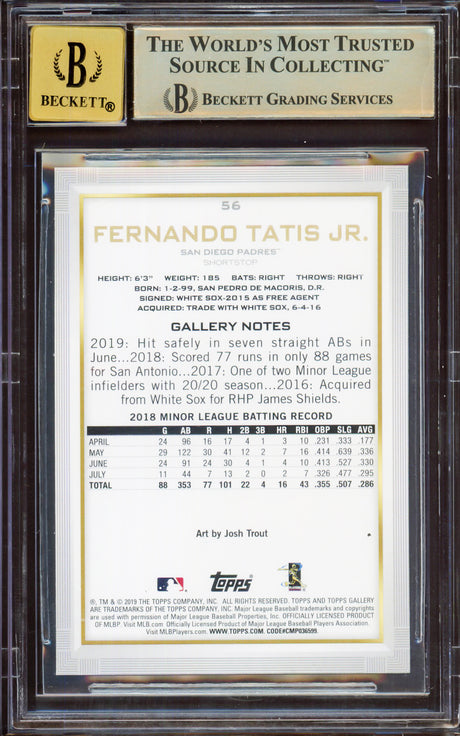 B
BECKETT®
THE WORLD'S MOST TRUSTED
SOURCE IN COLLECTING™
B BECKETT GRADING SERVICES
56
FERNANDO TATIS JR.
SAN DIEGO PADRES™
SHORTSTOP
HEIGHT: 6'3" WEIGHT: 185 BATS: RIGHT THROWS: RIGHT
BORN: 1-2-99, SAN PEDRO DE MACORIS, D.R.
SIGNED: WHITE SOX-2015 AS FREE AGENT
ACQUIRED: TRADE WITH WHITE SOX, 6-4-16
GALLERY NOTES
2019: Hit safely in seven straight ABs in
June...2018: Scored 77 runs in only 88 games
for San Antonio...2017: One of two Minor League
infielders with 20/20 season...2016: Acquired
from White Sox for RHP James Shields.
2018 MINOR LEAGUE BATTING RECORD
G AB R H 2B 3B HR RBI OBP SLG AVG
APRIL 24 96 16 17 4 1 3 10 .231 .333 .177
MAY 29 122 30 41 12 2 7 16 .414 .639 .336
JUNE 24 91 24 30 4 1 4 10 .413 .527 .330
JULY 11 44 7 13 2 0 2 7 .326 .477 .295
TOTAL 88 353 77 101 22 4 16 43 .355 .507 .286
Art by Josh Trout
Topps
®, TM & © 2019 THE TOPPS COMPANY, INC. ALL RIGHTS RESERVED. TOPPS AND TOPPS GALLERY
ARE TRADEMARKS OF THE TOPPS COMPANY, INC. Major League Baseball trademarks and copyrights
are used with permission of Major League Baseball Properties, Inc. OFFICIALLY LICENSED PRODUCT
OF MLBP. Visit MLB.com Officially Licensed Product of Major League Baseball Players Association.
Visit MLBPlayers.com. WWW.TOPPS.COM. CODE#CMP036599.